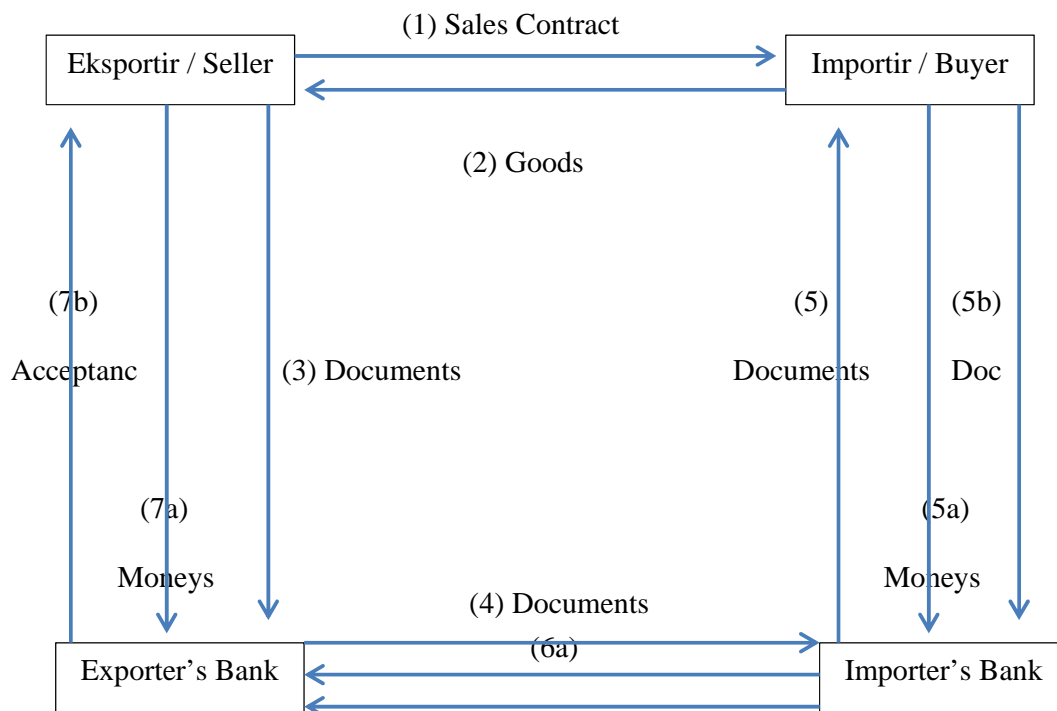 (1) Sales Contract
Eksportir / Seller
Importir / Buyer
(2) Goods
(7b)
(5)
(5b)
Acceptanc
(3) Documents
Documents
Doc
(7a)
(5a)
Moneys
Moneys
(4) Documents
(6a)
Exporter’s Bank
Importer’s Bank